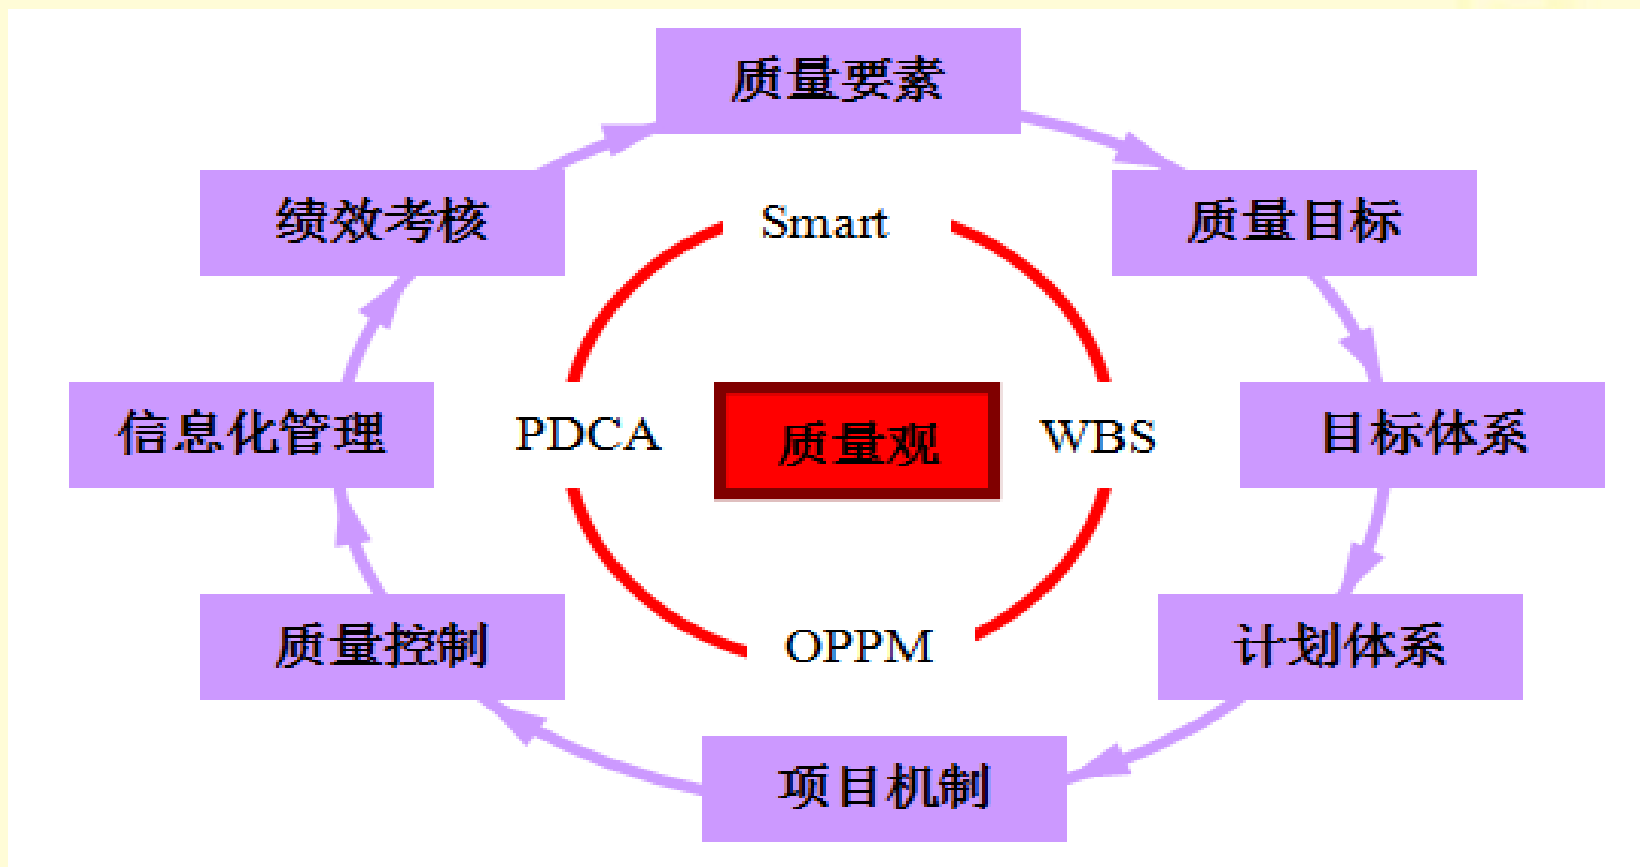 质量要素
绩效考核
Smart
质量目标
信息化管理
PDCA
质量观
WBS
目标体系
质量控制
OPPM
计划体系
项目机制